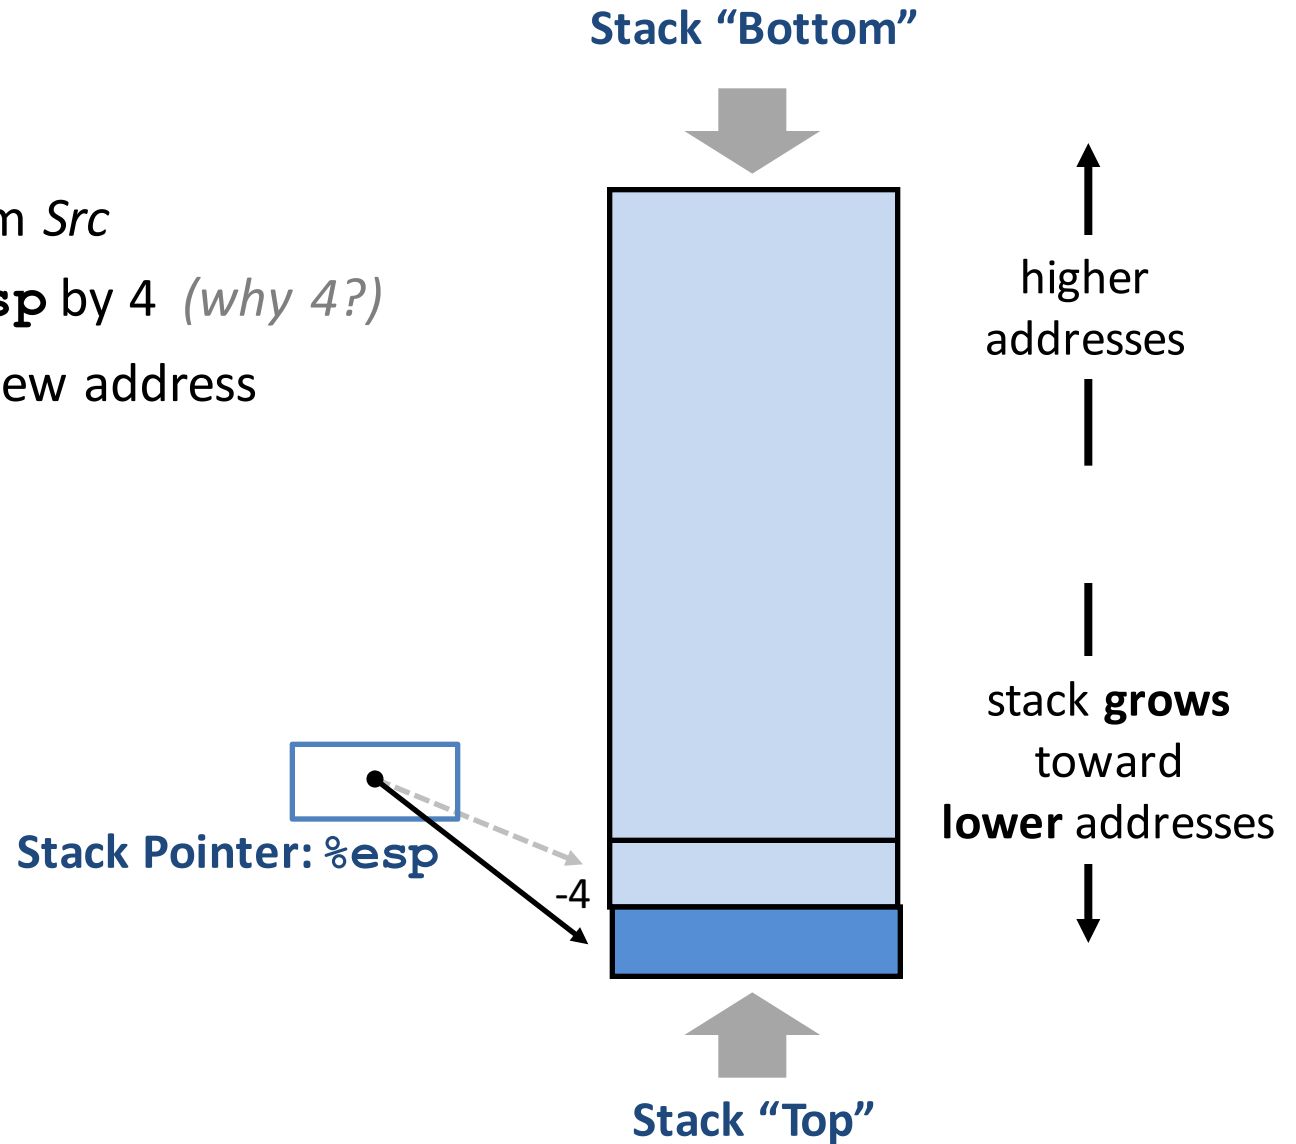 Stack “Bottom”
m Src
sp by 4 (why 4?)
ew address
higher
addresses
stack grows
toward
lower addresses
Stack Pointer: %esp
-4
Stack “Top”